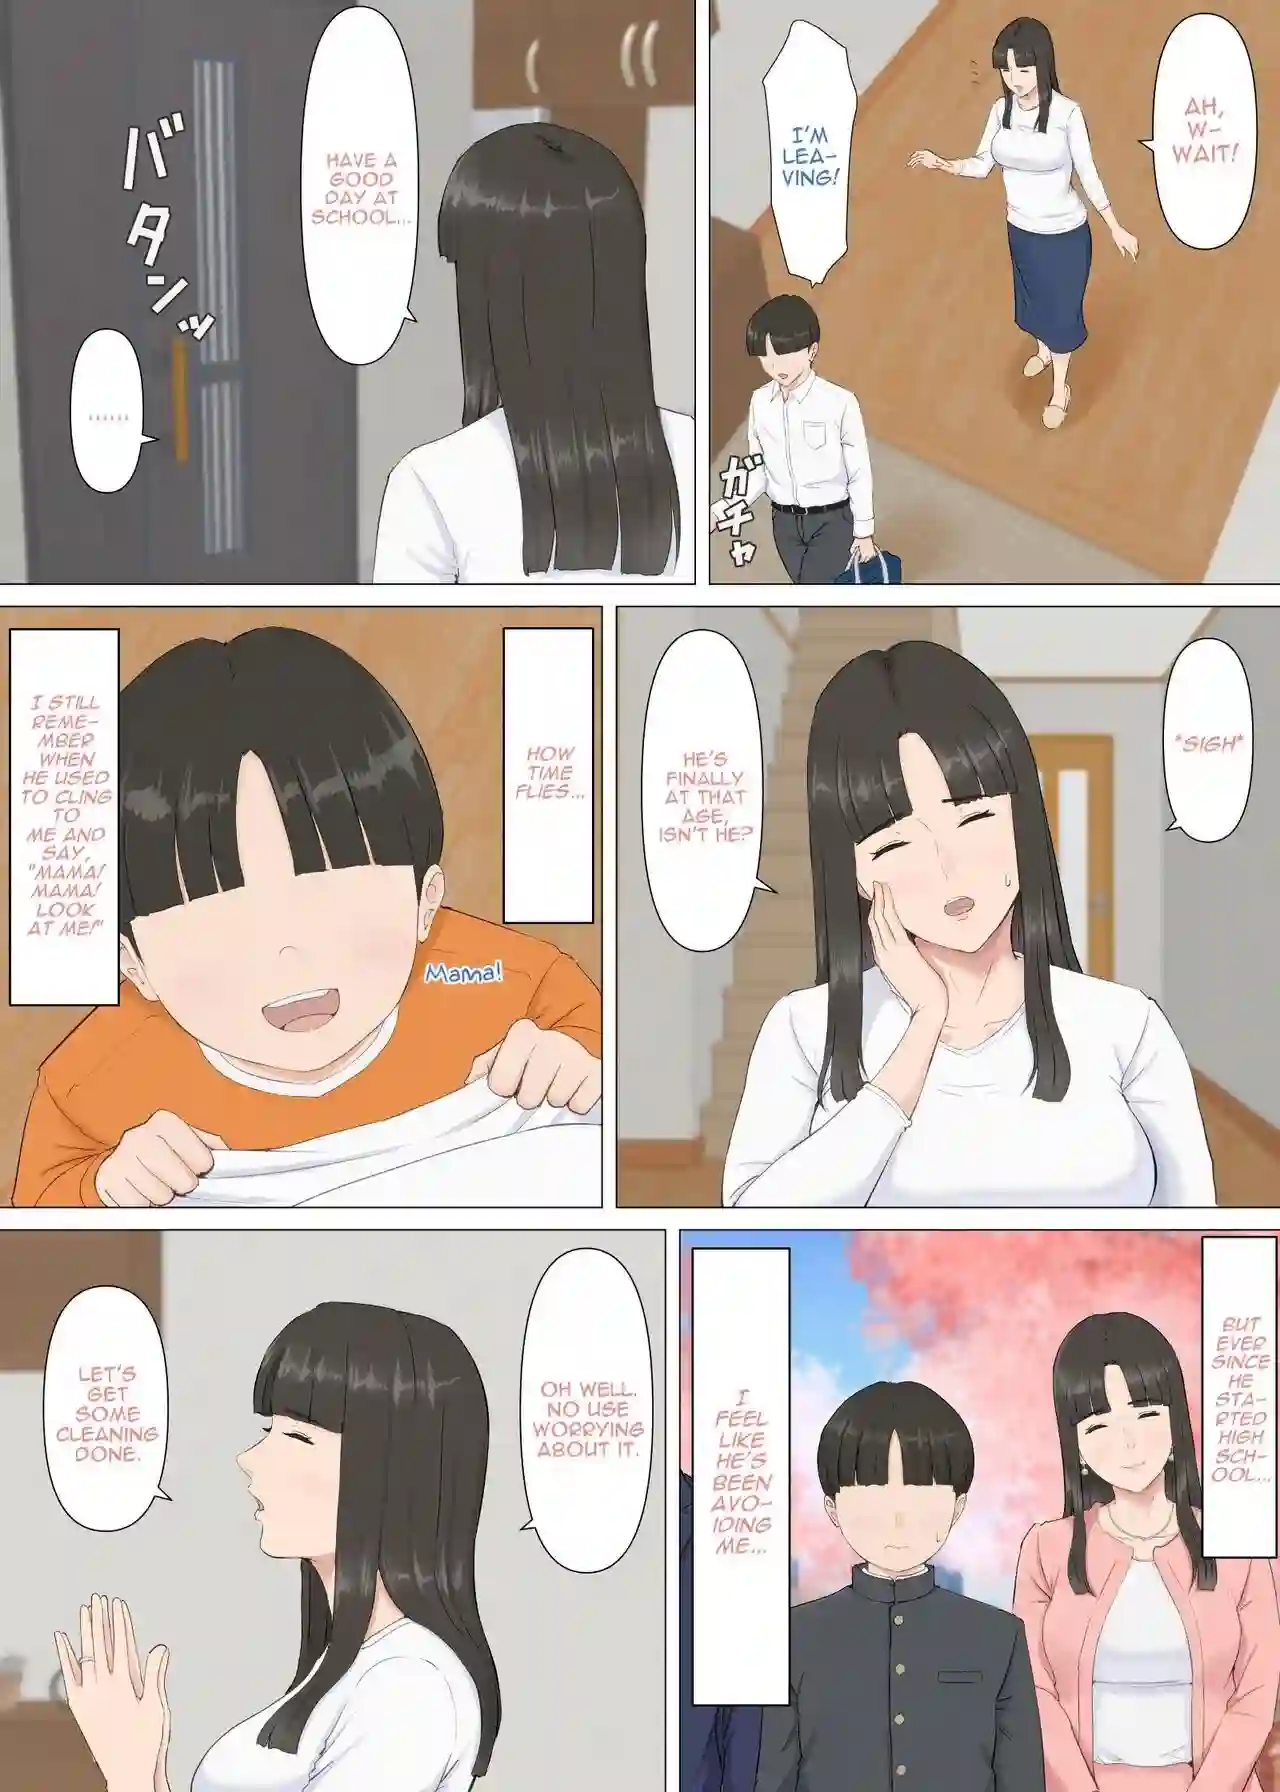 AH,
W-
WAIT!
I'M
LEA-
VING!
ガチャ
HAVE A
GOOD
DAY AT
SCHOOL...
バタンッ
......
*SIGH*
HE'S
FINALLY
AT THAT
AGE,
ISN'T HE?
HOW
TIME
FLIES...
Mama!
I STILL
REME-
MBER
WHEN
HE USED
TO CLING
TO
ME AND
SAY,
"MAMA!
MAMA!
LOOK
AT ME!"
BUT
EVER
SINCE
HE
STA-
RTED
HIGH
SCH-
OOL...
I
FEEL
LIKE
HE'S
BEEN
AVO-
IDING
ME...
OH WELL.
NO USE
WORRYING
ABOUT IT.
LET'S
GET
SOME
CLEANING
DONE.